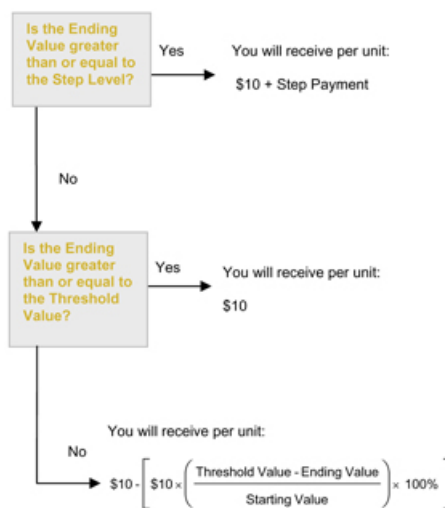 Is the Ending
Value greater
than or equal to
the Step Level?
Yes
You will receive per unit:
$10 + Step Payment
No
Is the Ending
Value greater
than or equal to
the Threshold
Value?
Yes
You will receive per unit:
$10
You will receive per unit:
No
$10 - [ $10 × ( Threshold Value - Ending Value
Starting Value ) × 100% ]